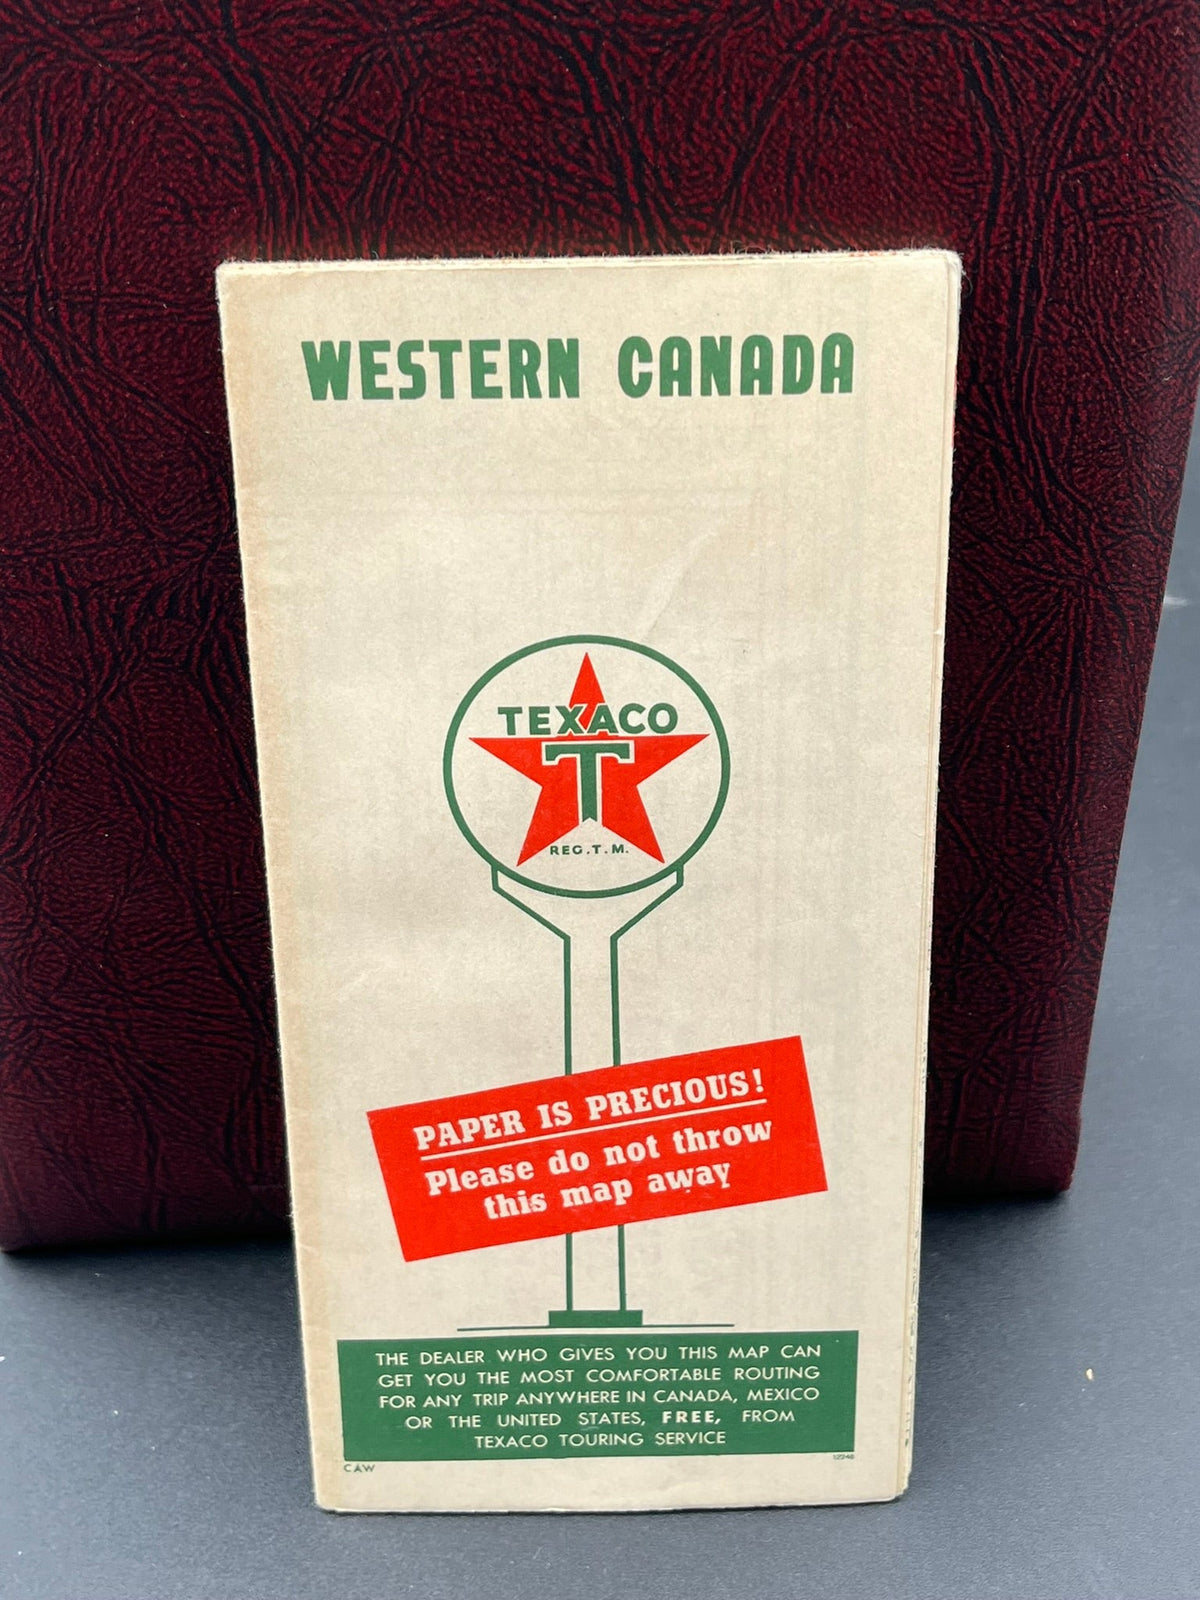 WESTERN CANADA
TEXACO
T
REG. T. M.
PAPER IS PRECIOUS!
Please do not throw
this map away
THE DEALER WHO GIVES YOU THIS MAP CAN
GET YOU THE MOST COMFORTABLE ROUTING
FOR ANY TRIP ANYWHERE IN CANADA, MEXICO
OR THE UNITED STATES, FREE, FROM
TEXACO TOURING SERVICE
CAW